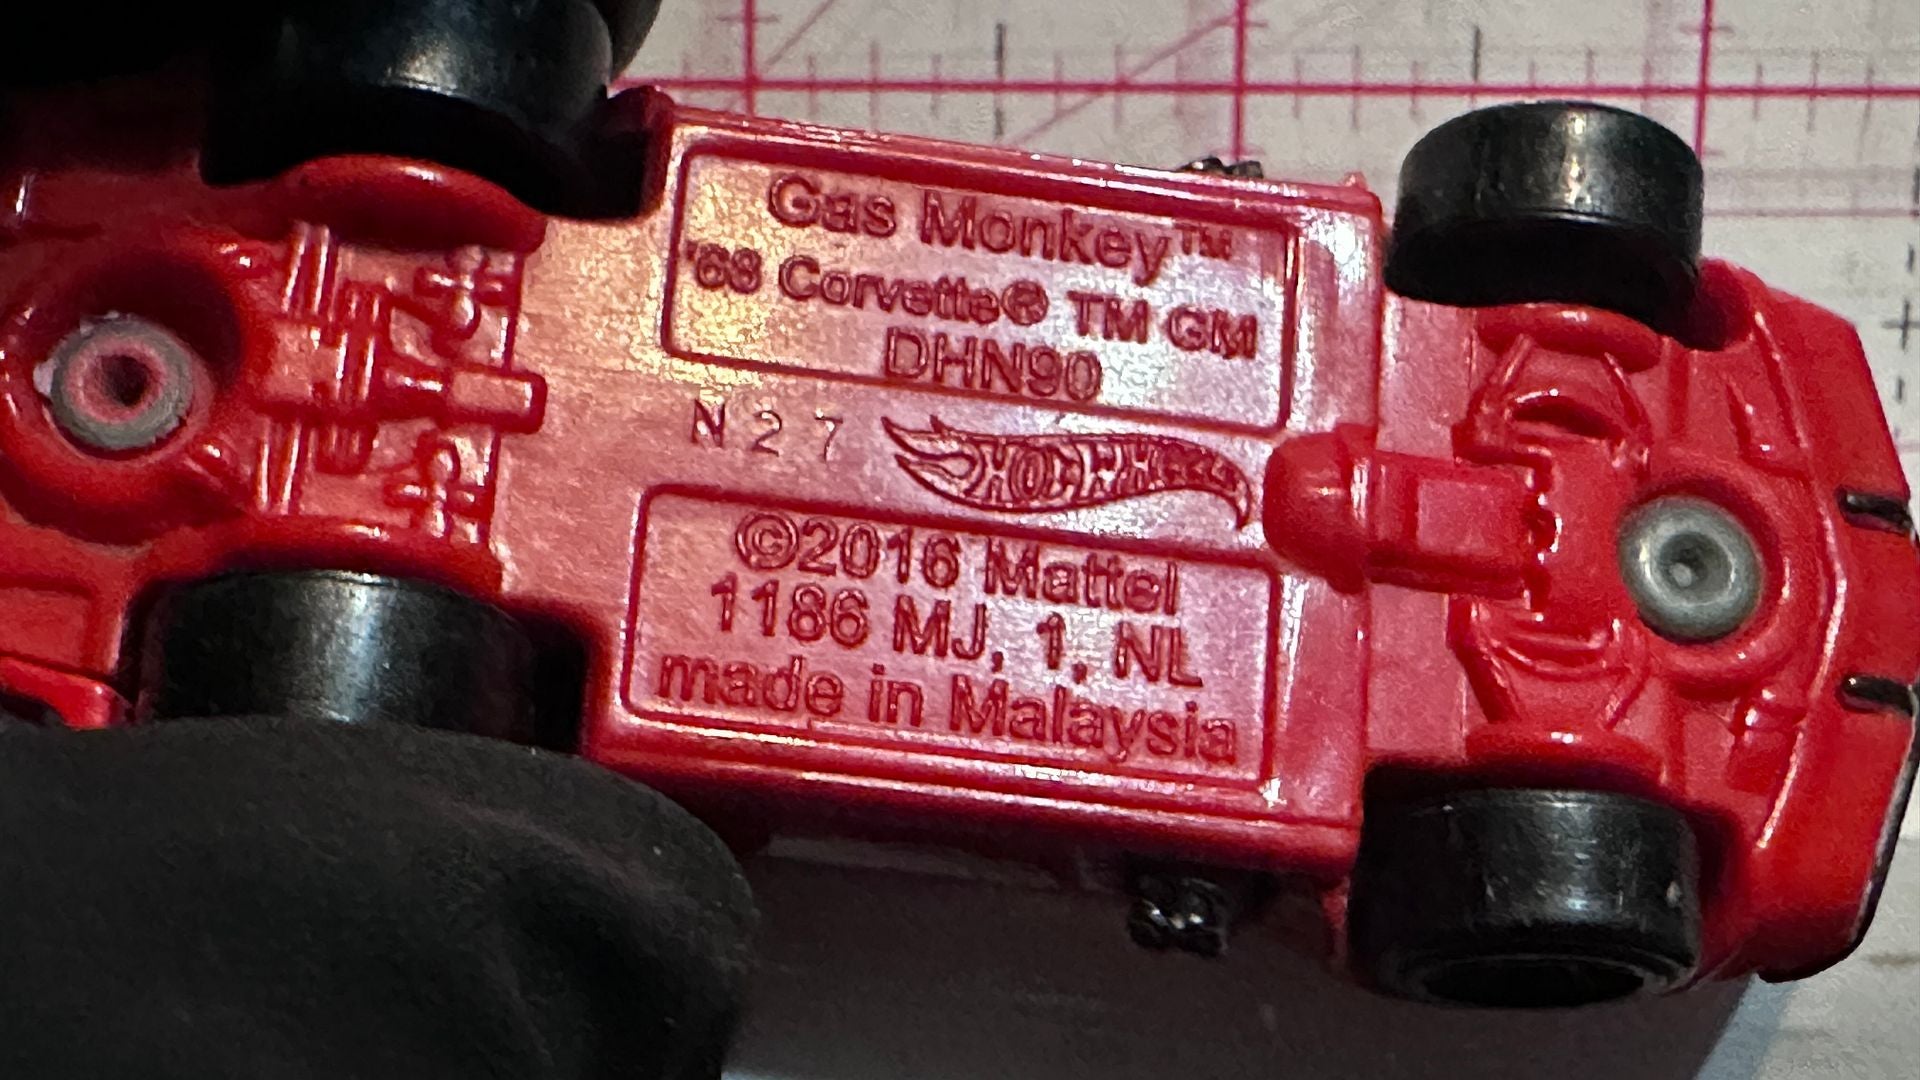 Gas Monkey™
'68 Corvette® TM GM
DHN90
N27
HOT WHEELS
©2016 Mattel
1186 MJ, 1, NL
made in Malaysia